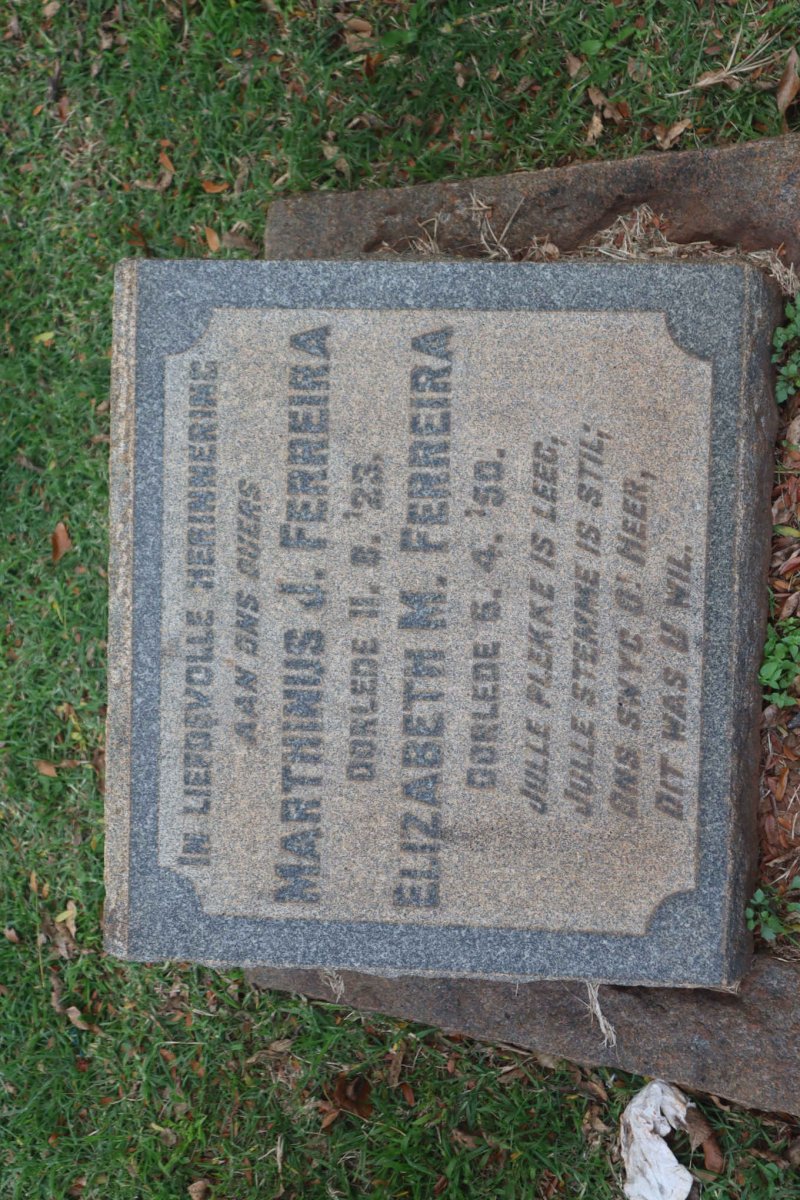 IN LIEFDEVOLLE HERINNERING
AAN ONS OUERS
MARTHINUS J. FERREIRA
OORLEDE 11. 8. '23.
ELIZABETH M. FERREIRA
OORLEDE 6. 4. '50.
JULLE PLEKKE IS LEEG,
JULLE STEMME IS STIL;
ONS SWYG O! HEER,
DIT WAS U WIL.